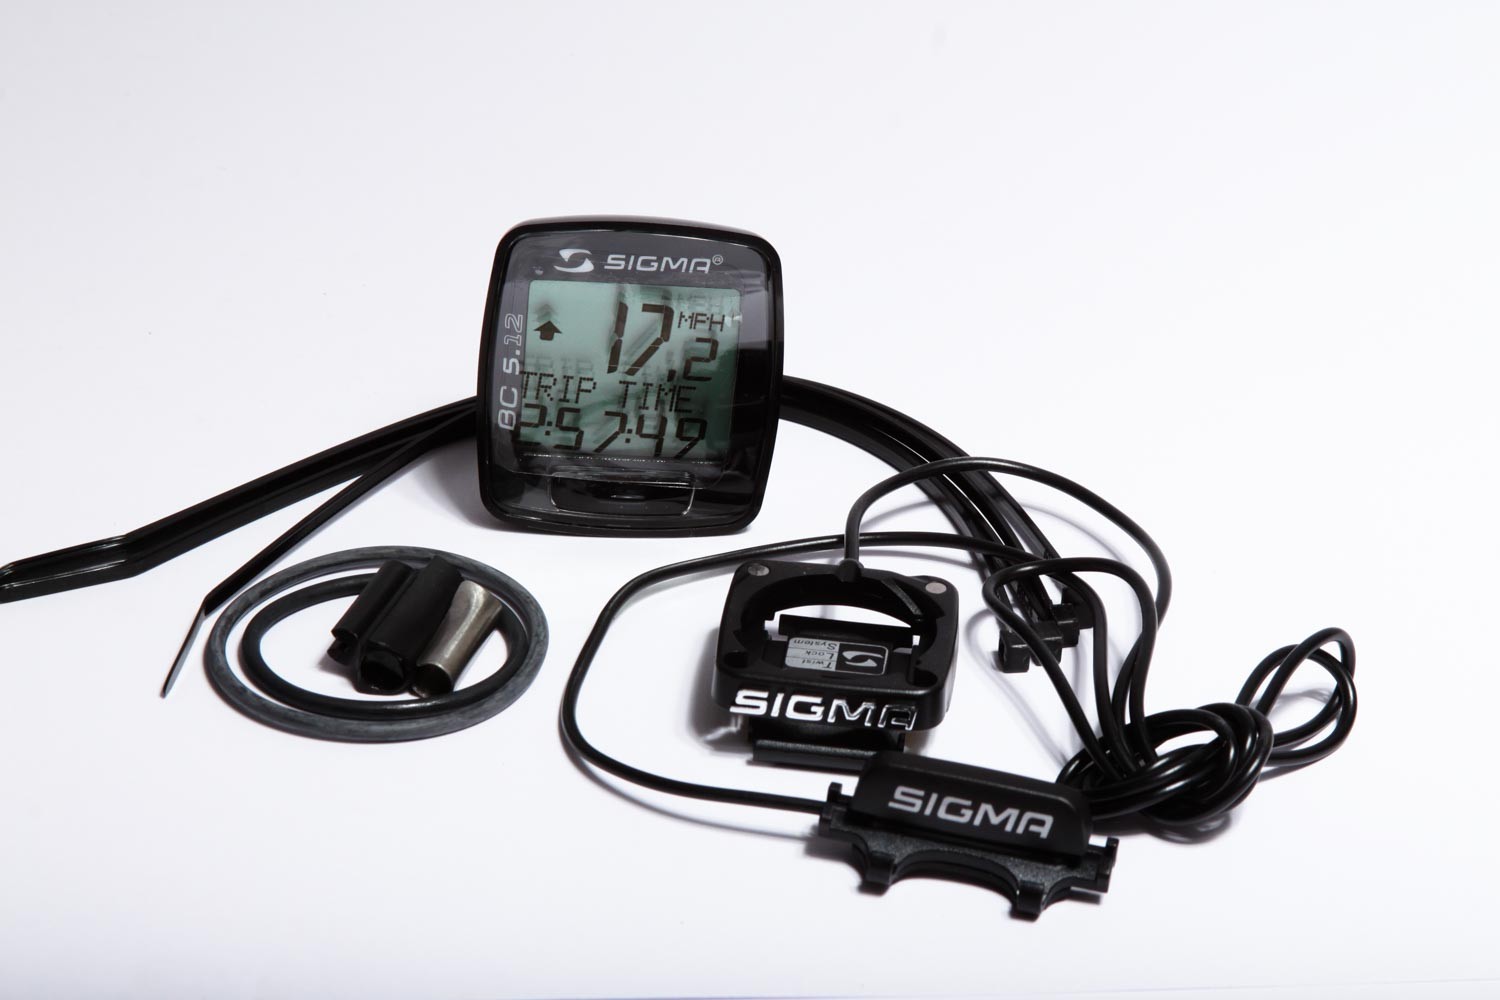 SIGMA®
BC 5.12
17.2 MPH
TRIP TIME
2:57:49
Twist
Lock
System
SIGMA
SIGMA